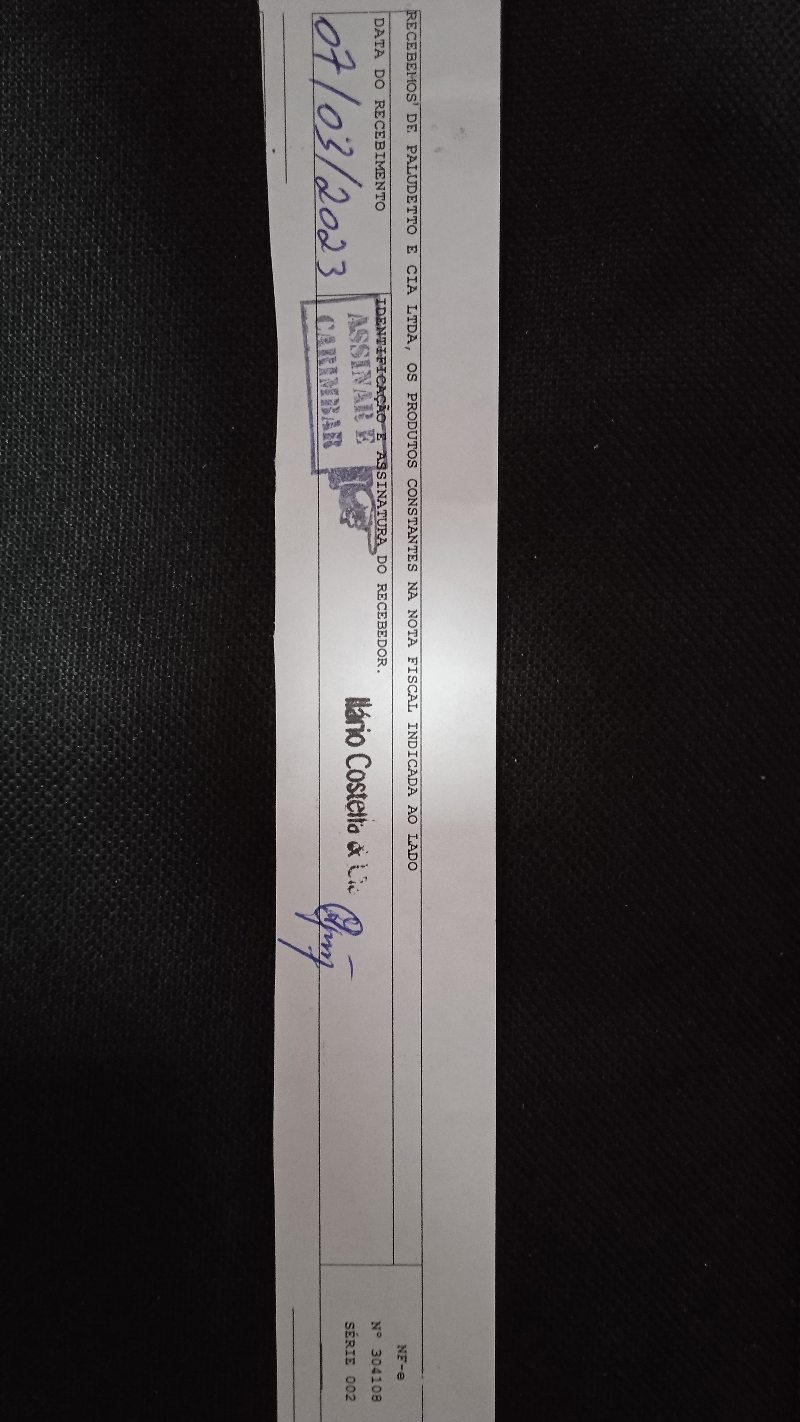 RECEBEMOS' DE PALUDETTO E CIA LTDA, OS PRODUTOS CONSTANTES NA NOTA FISCAL INDICADA AO LADO
DATA DO RECEBIMENTO
07/03/2023
IDENTIFICAÇÃO E ASSINATURA DO RECEBEDOR.
ASSINAR E
CARIMBAR
Ilário Costella &
NF-e
Nº 304108
SÉRIE 002